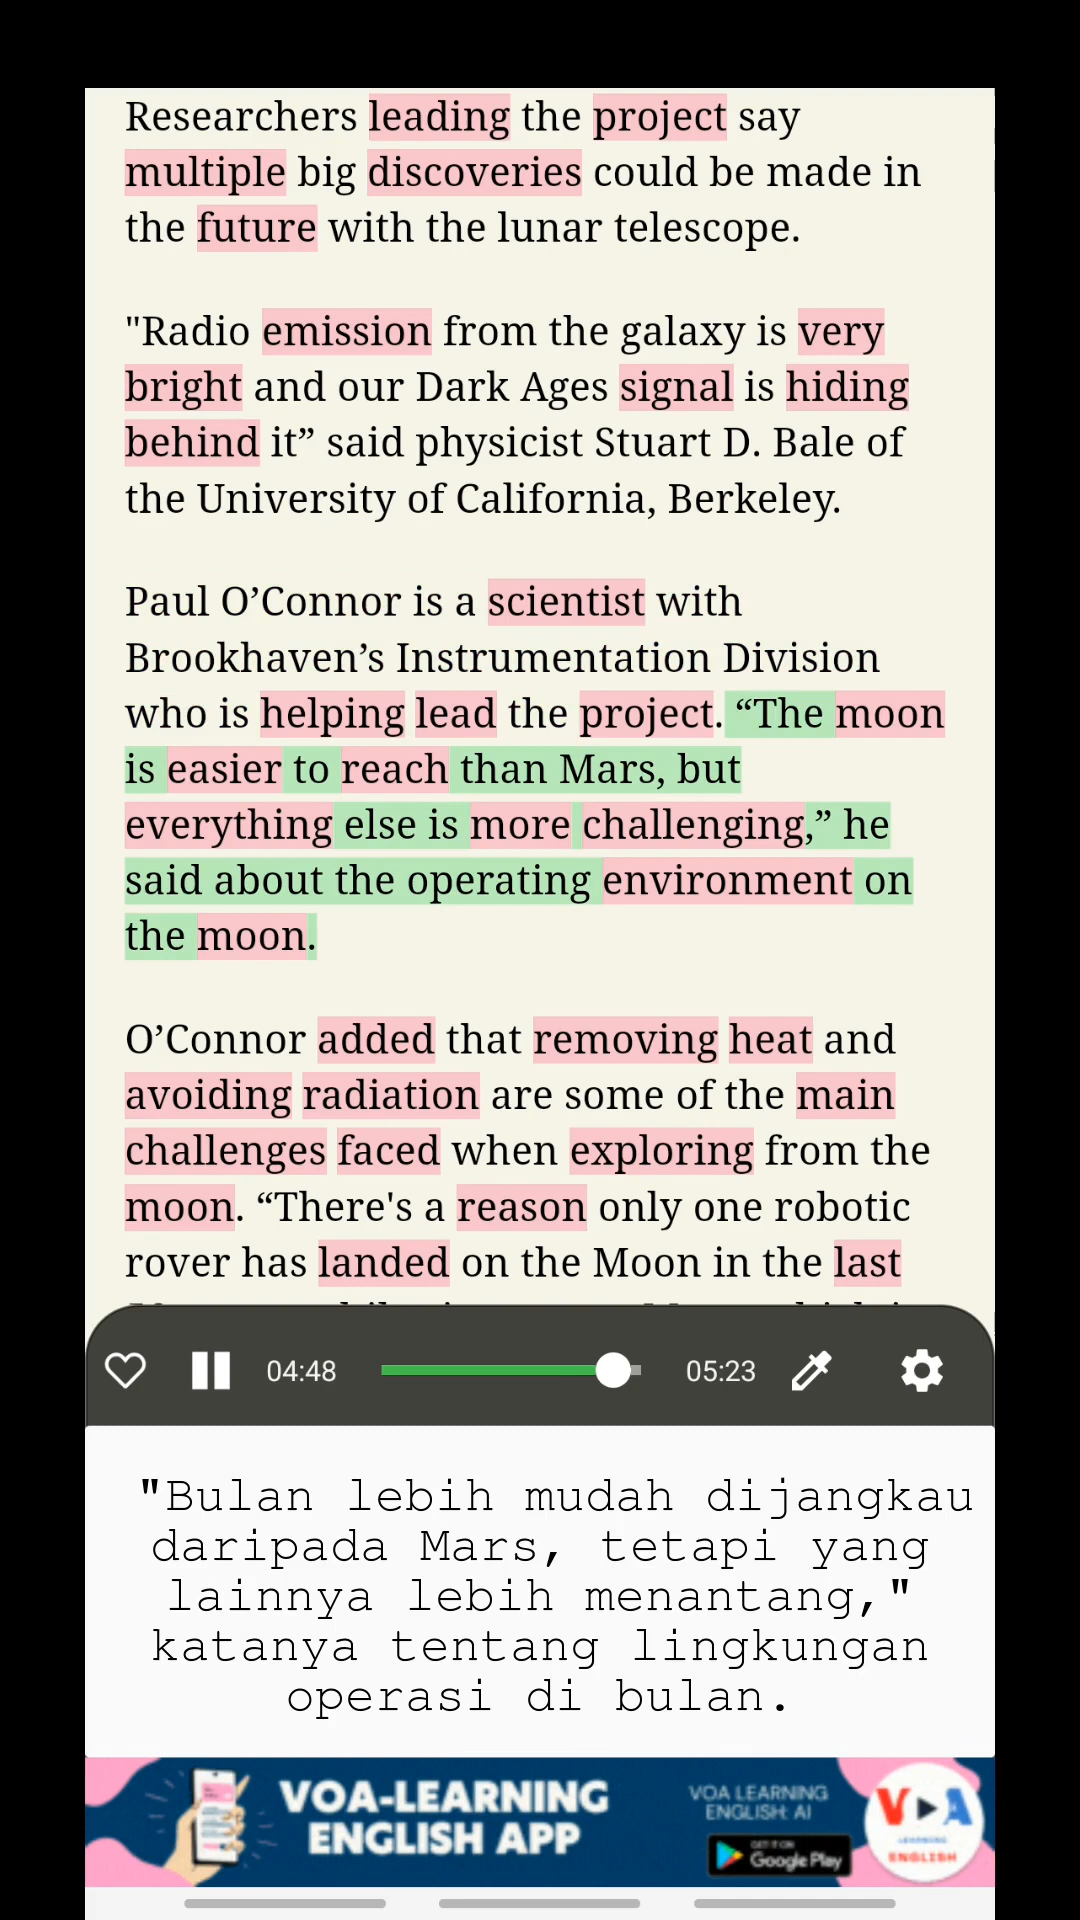 Researchers leading the project say
multiple big discoveries could be made in
the future with the lunar telescope.
"Radio emission from the galaxy is very
bright and our Dark Ages signal is hiding
behind it” said physicist Stuart D. Bale of
the University of California, Berkeley.
Paul O’Connor is a scientist with
Brookhaven’s Instrumentation Division
who is helping lead the project. “The moon
is easier to reach than Mars, but
everything else is more challenging,” he
said about the operating environment on
the moon.
O’Connor added that removing heat and
avoiding radiation are some of the main
challenges faced when exploring from the
moon. “There's a reason only one robotic
rover has landed on the Moon in the last
04:48
05:23
"Bulan lebih mudah dijangkau
daripada Mars, tetapi yang
lainnya lebih menantang,"
katanya tentang lingkungan
operasi di bulan.
VOA-LEARNING
ENGLISH APP
VOA LEARNING
ENGLISH: AI
GET IT ON
Google Play
VOA
LEARNING
ENGLISH